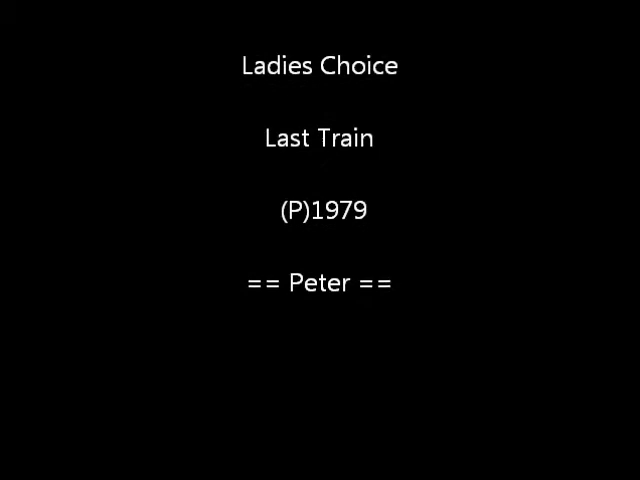 Ladies Choice
Last Train
(P)1979
== Peter ==